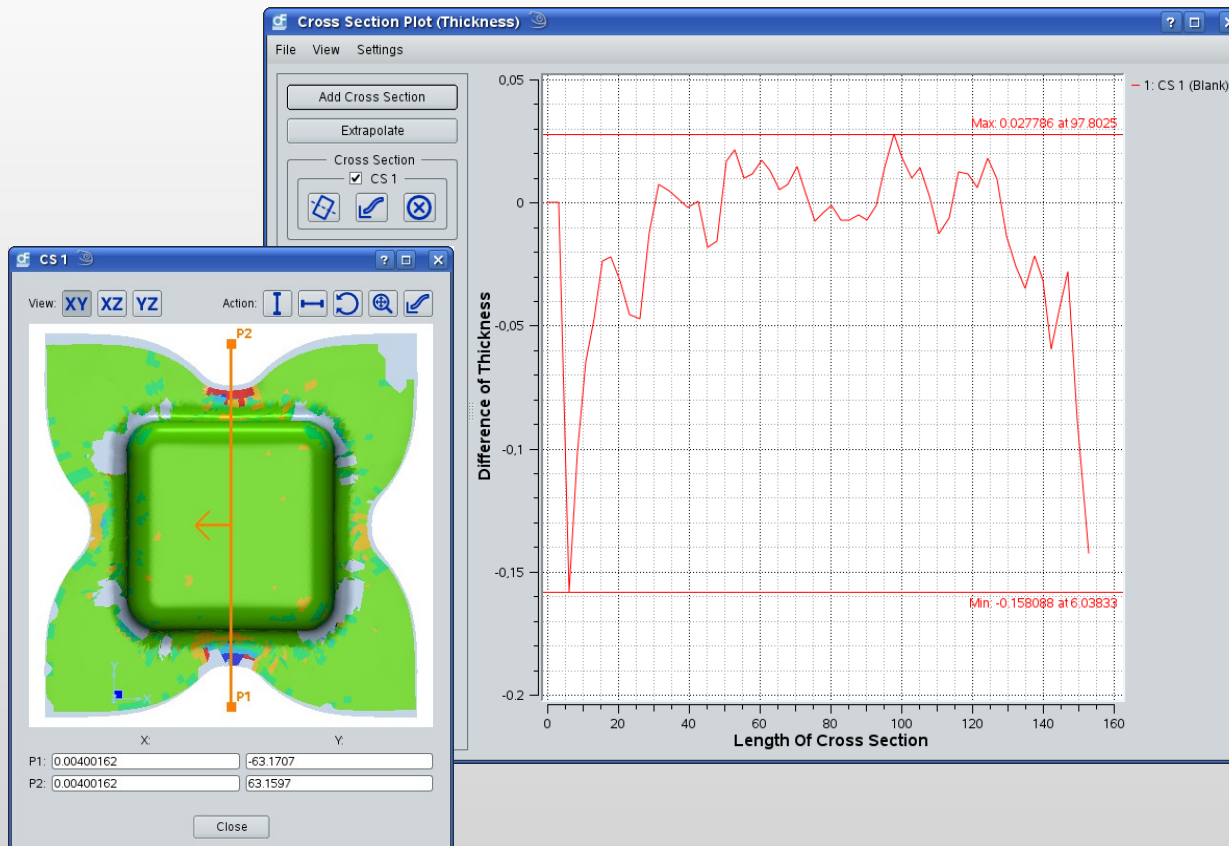 Cross Section Plot (Thickness)
File View Settings
Add Cross Section
Extrapolate
Cross Section
CS 1
0,05
0
-0,05
-0,1
-0,15
-0,2
Difference of Thickness
Max: 0.027786 at 97.8025
Min: -0.158088 at 6.03833
1: CS 1 (Blank)
0 20 40 60 80 100 120 140 160
Length Of Cross Section
CS 1
View: XY XZ YZ Action:
P2
Y
X
P1
X: Y:
P1: 0.00400162 -63.1707
P2: 0.00400162 63.1597
Close